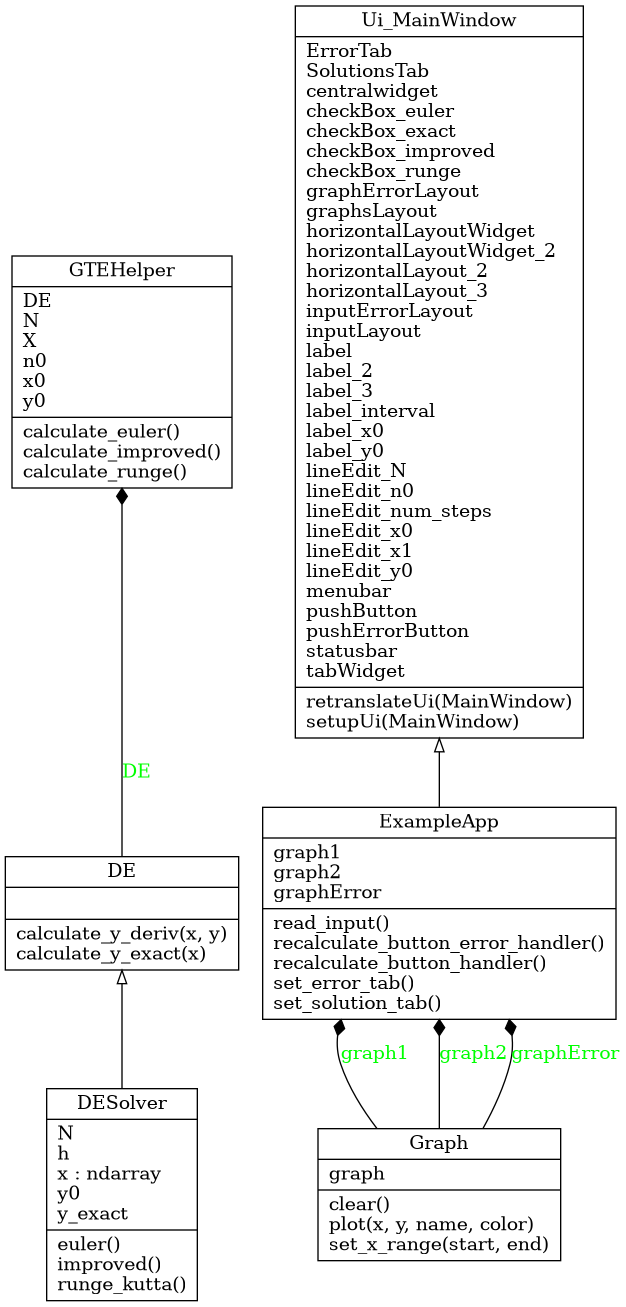 GTEHelper
DE
N
X
n0
x0
y0
calculate_euler()
calculate_improved()
calculate_runge()
DE
DE
calculate_y_deriv(x, y)
calculate_y_exact(x)
DESolver
N
h
x : ndarray
y0
y_exact
euler()
improved()
runge_kutta()
Ui_MainWindow
ErrorTab
SolutionsTab
centralwidget
checkBox_euler
checkBox_exact
checkBox_improved
checkBox_runge
graphErrorLayout
graphsLayout
horizontalLayoutWidget
horizontalLayoutWidget_2
horizontalLayout_2
horizontalLayout_3
inputErrorLayout
inputLayout
label
label_2
label_3
label_interval
label_x0
label_y0
lineEdit_N
lineEdit_n0
lineEdit_num_steps
lineEdit_x0
lineEdit_x1
lineEdit_y0
menubar
pushButton
pushErrorButton
statusbar
tabWidget
retranslateUi(MainWindow)
setupUi(MainWindow)
ExampleApp
graph1
graph2
graphError
read_input()
recalculate_button_error_handler()
recalculate_button_handler()
set_error_tab()
set_solution_tab()
graph1 graph2 graphError
Graph
graph
clear()
plot(x, y, name, color)
set_x_range(start, end)